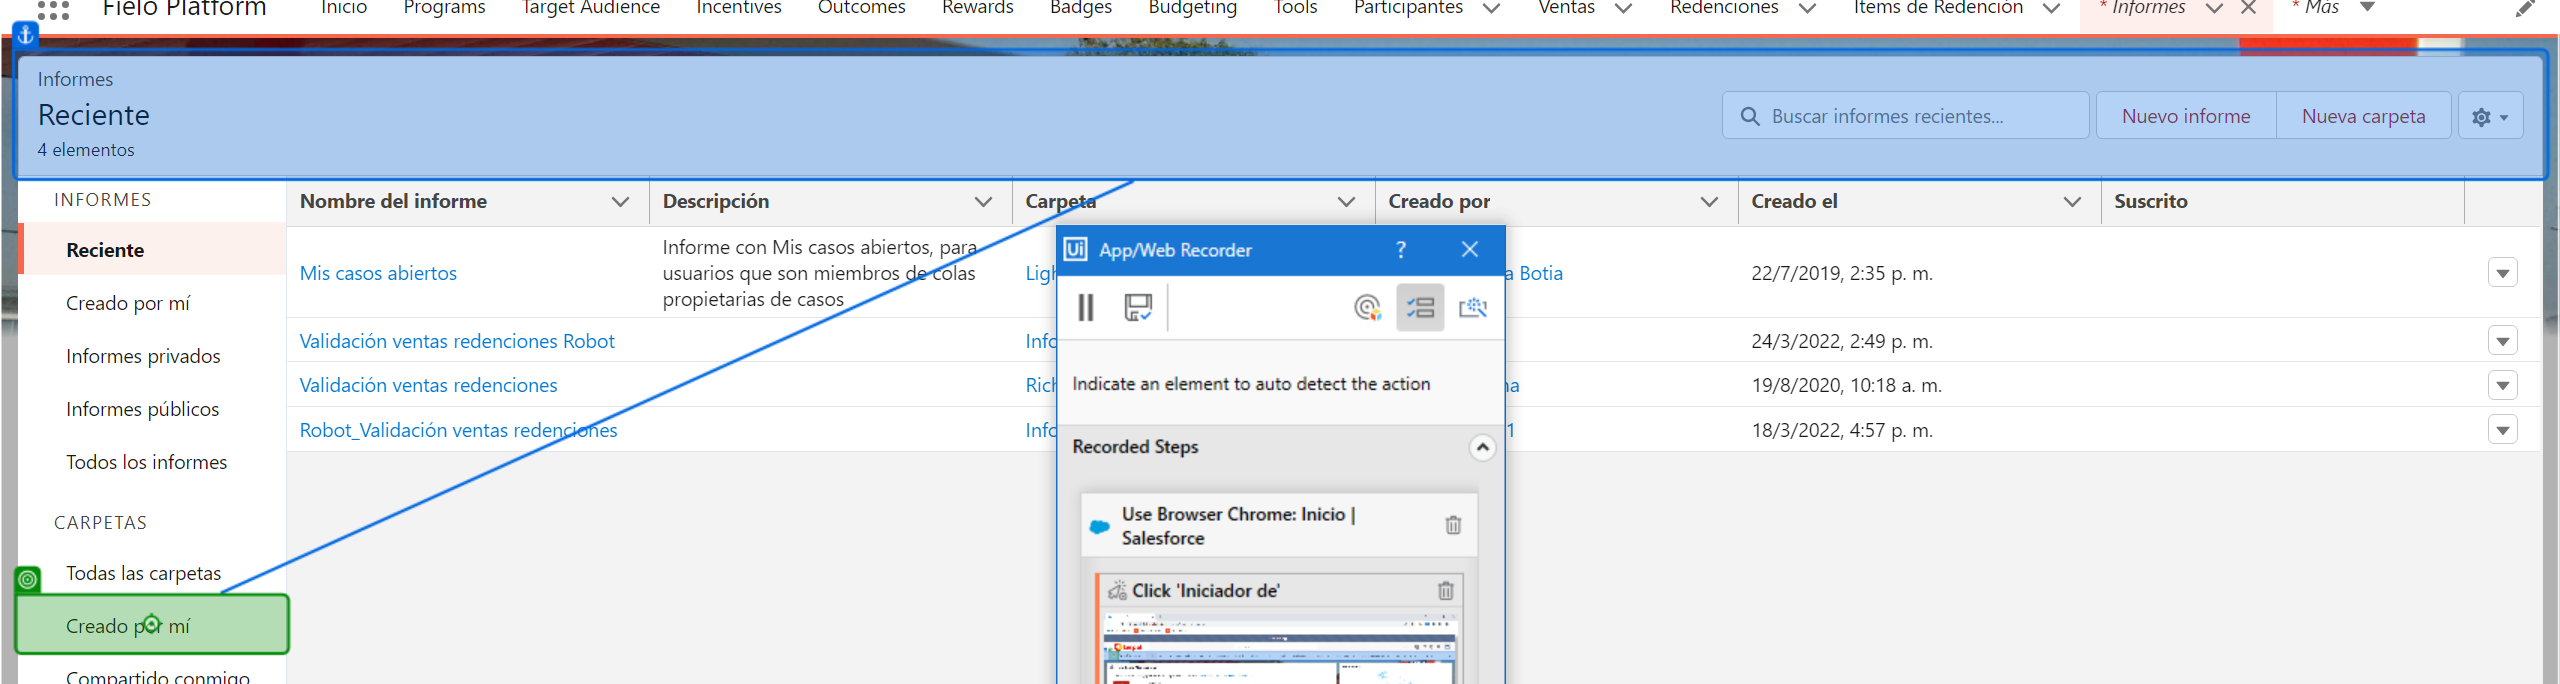 Fielo Platform
Inicio Programs Target Audience Incentives Outcomes Rewards Badges Budgeting Tools Participantes Ventas Redenciones Items de Redención * Informes * Más
Informes
Reciente
4 elementos
Buscar informes recientes...
Nuevo informe
Nueva carpeta
INFORMES
Reciente
Creado por mí
Informes privados
Informes públicos
Todos los informes
CARPETAS
Todas las carpetas
Creado por mí
Compartido conmigo
Nombre del informe Descripción Carpeta Creado por Creado el Suscrito
Mis casos abiertos
Informe con Mis casos abiertos, para
usuarios que son miembros de colas
propietarias de casos
Ligh
a Botia
22/7/2019, 2:35 p. m.
Validación ventas redenciones Robot
Info
24/3/2022, 2:49 p. m.
Validación ventas redenciones
Rich
na
19/8/2020, 10:18 a. m.
Robot_Validación ventas redenciones
Info
1
18/3/2022, 4:57 p. m.
Ui App/Web Recorder ?
Indicate an element to auto detect the action
Recorded Steps
Use Browser Chrome: Inicio |
Salesforce
Click 'Iniciador de'